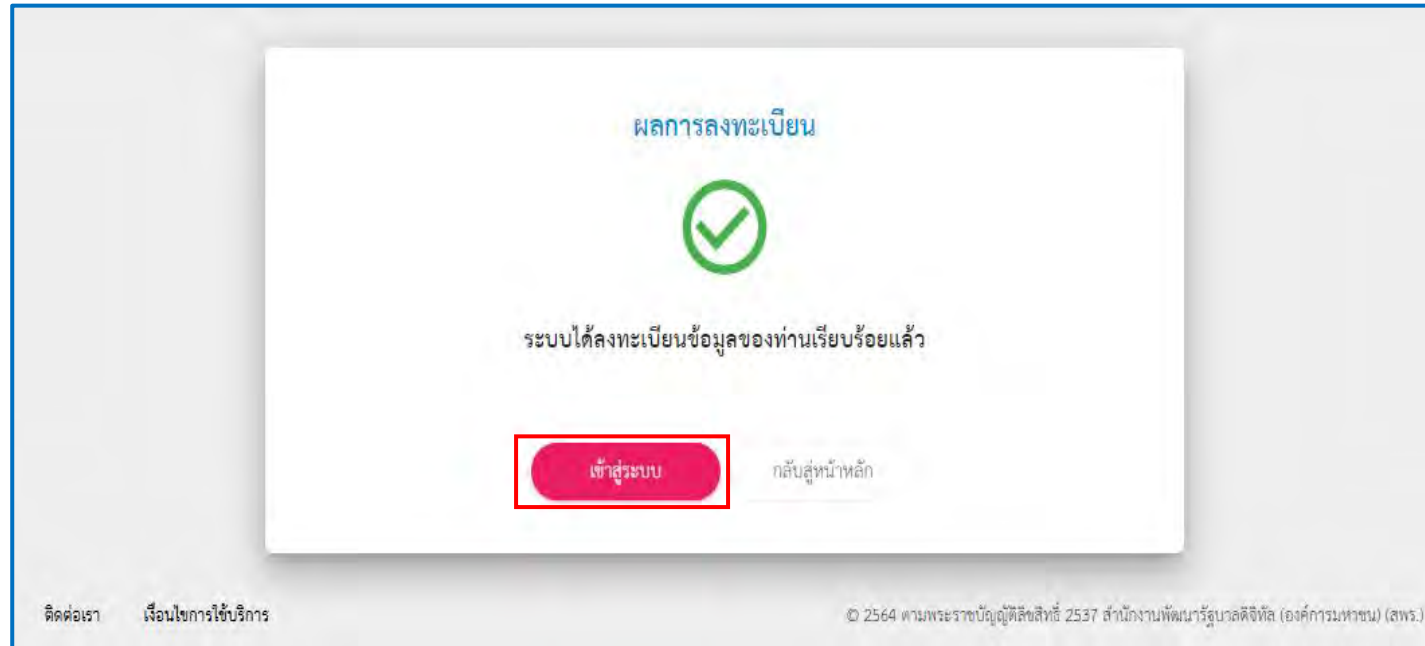 ผลการลงทะเบียน
ระบบได้ลงทะเบียนข้อมูลของท่านเรียบร้อยแล้ว
เข้าสู่ระบบ กลับสู่หน้าหลัก
ติดต่อเรา เงื่อนไขการใช้บริการ © 2564 ตามพระราชบัญญัติลิขสิทธิ์ 2537 สำนักงานพัฒนารัฐบาลดิจิทัล (องค์การมหาชน) (สพร.)